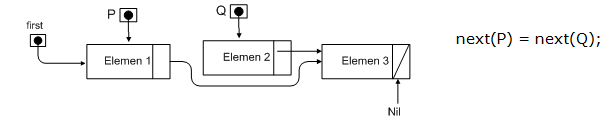 first
P
Q
Elemen 1
Elemen 2
Elemen 3
Nil
next(P) = next(Q);